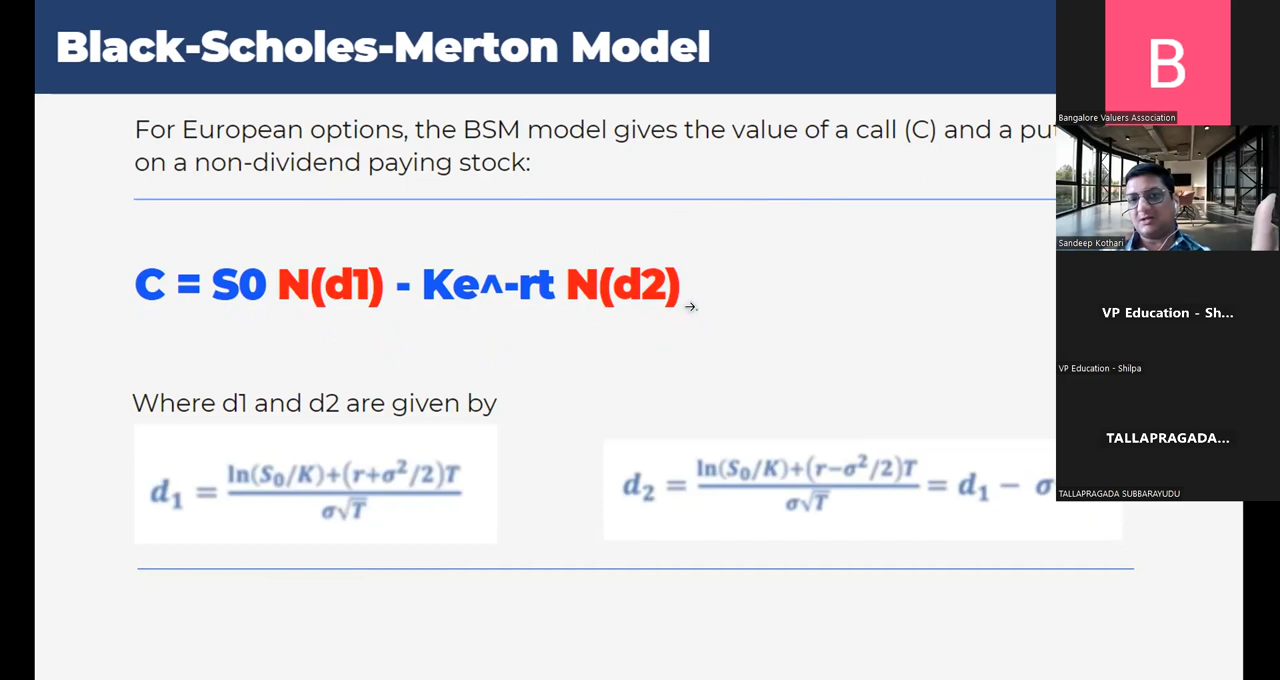 Black-Scholes-Merton Model
For European options, the BSM model gives the value of a call (C) and a pu
on a non-dividend paying stock:
C = S0 N(d1) - Ke^-rt N(d2)
Where d1 and d2 are given by
d₁ = ln(S₀/K)+(r+σ²/2)T / σ√T
d₂ = ln(S₀/K)+(r−σ²/2)T / σ√T = d₁ − σ
B
Bangalore Valuers Association
Sandeep Kothari
VP Education - Sh...
VP Education - Shilpa
TALLAPRAGADA...
TALLAPRAGADA SUBBARAYUDU